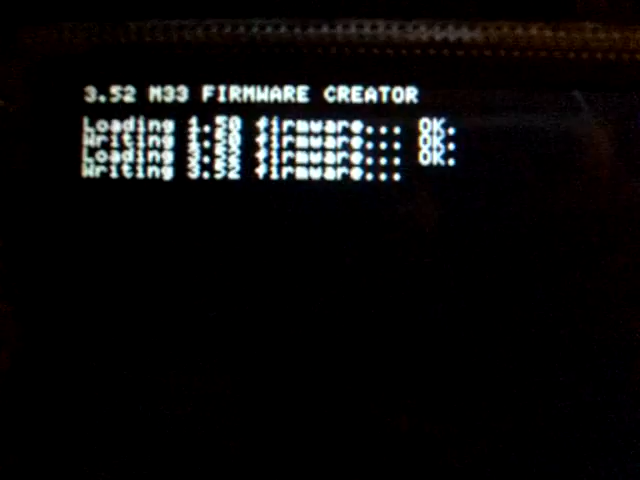 3.52 M33 FIRMWARE CREATOR
Loading 1.50 firmware... OK.
Writing 1.50 firmware... OK.
Loading 3.52 firmware... OK.
Writing 3.52 firmware...